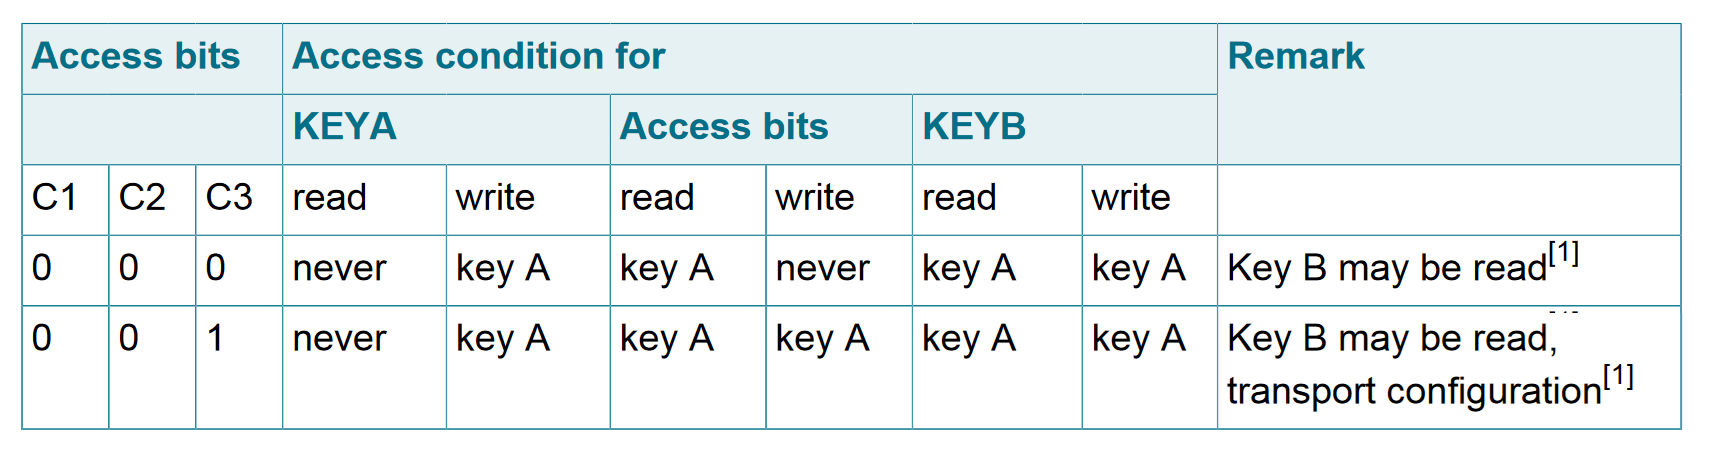 Access bits Access condition for Remark
KEYA Access bits KEYB
C1 C2 C3 read write read write read write
0 0 0 never key A key A never key A key A Key B may be read[1]
0 0 1 never key A key A key A key A key A Key B may be read,
transport configuration[1]